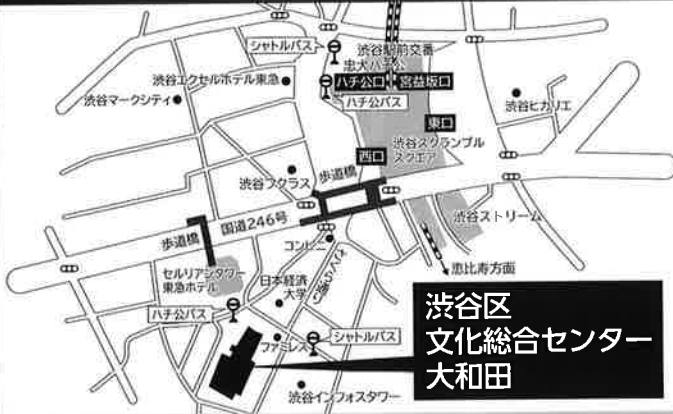 シャトルバス
渋谷駅前交番
忠犬ハチ公
渋谷エクセルホテル東急
ハチ公口
宮益坂口
渋谷マークシティ
ハチ公バス
渋谷ヒカリエ
東口
渋谷スクランブル
スクエア
西口
渋谷フクラス
歩道橋
渋谷ストリーム
国道246号
歩道橋
コンビニ
さくら通り
恵比寿方面
セルリアンタワー
東急ホテル
日本経済
大学
ハチ公バス
シャトルバス
ファミレス
渋谷インフォスタワー
渋谷区
文化総合センター
大和田